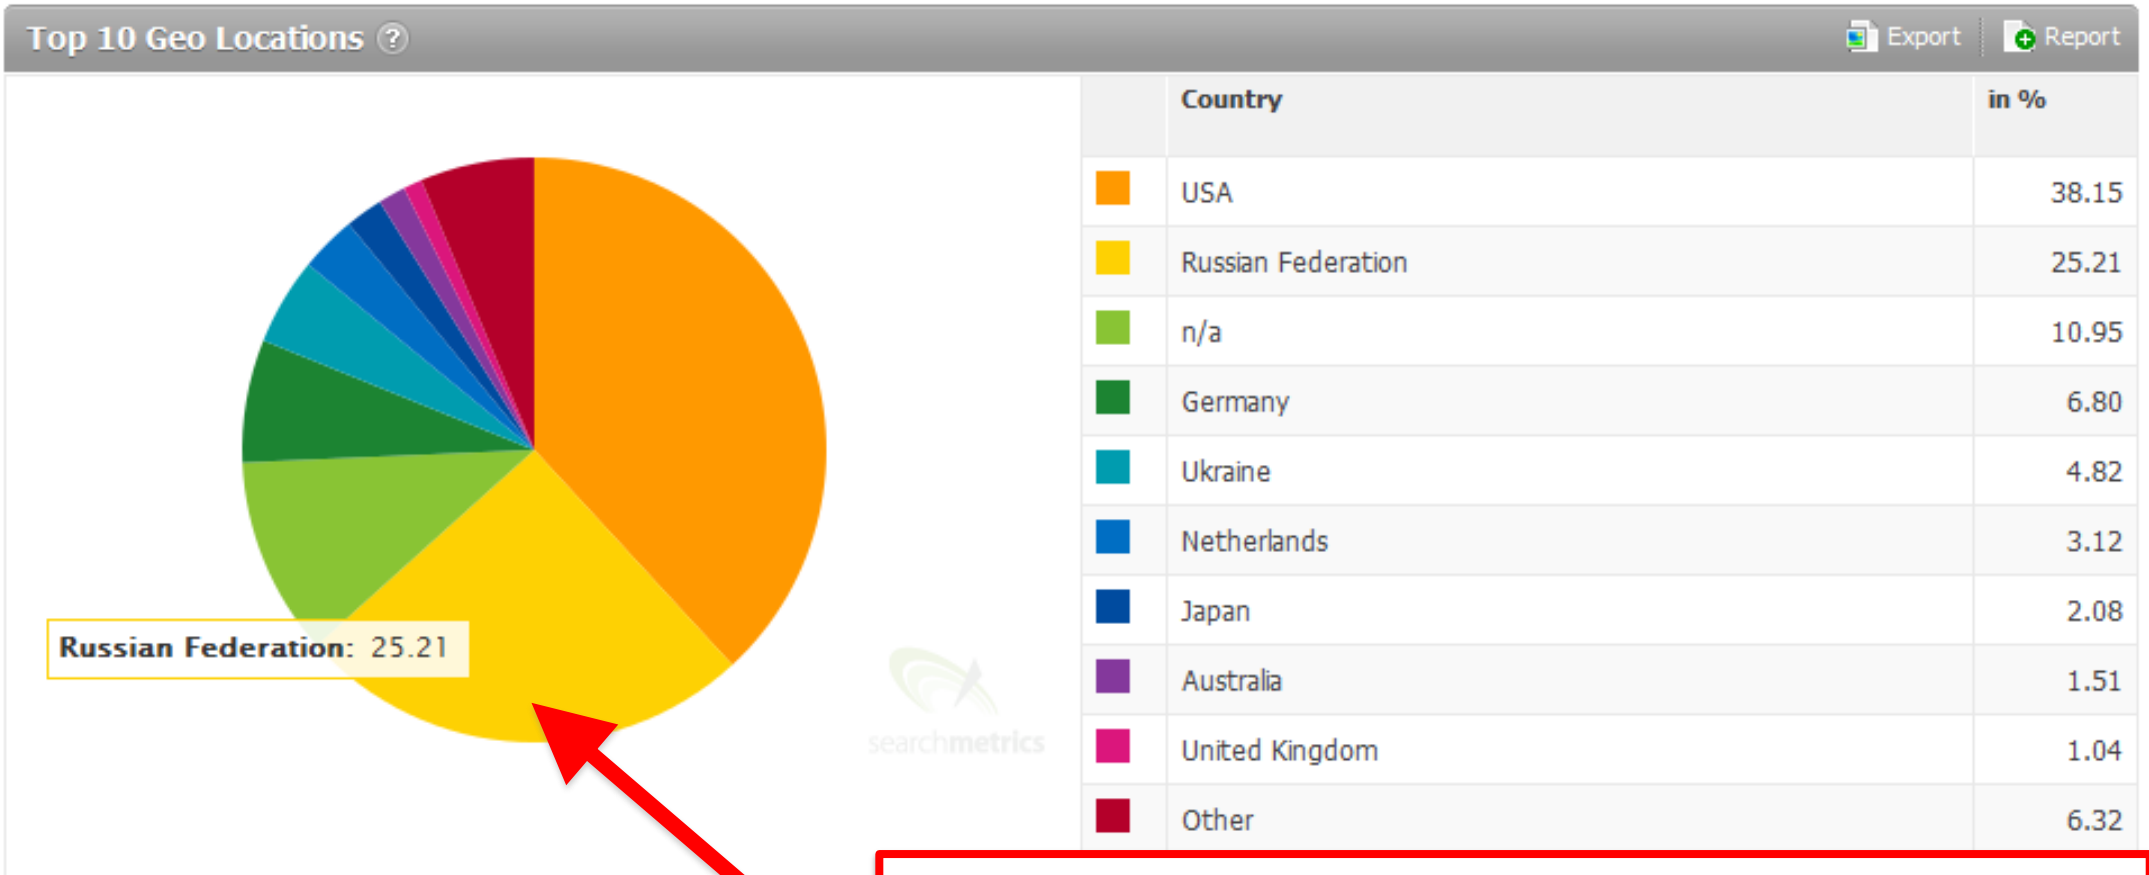 Top 10 Geo Locations ?
Export
Report
Country in %
USA 38.15
Russian Federation 25.21
n/a 10.95
Germany 6.80
Ukraine 4.82
Netherlands 3.12
Japan 2.08
Australia 1.51
United Kingdom 1.04
Other 6.32
Russian Federation: 25.21
searchmetrics